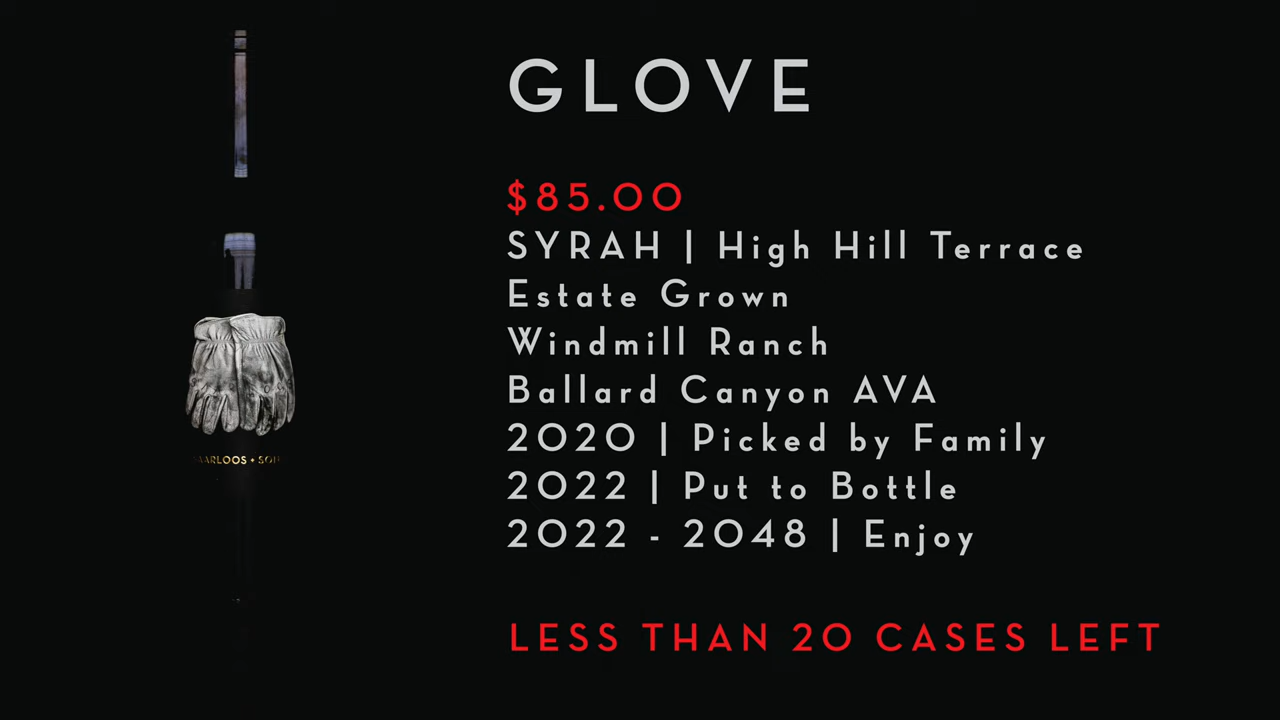 GLOVE
$85.00
SYRAH | High Hill Terrace
Estate Grown
Windmill Ranch
Ballard Canyon AVA
2020 | Picked by Family
2022 | Put to Bottle
2022 - 2048 | Enjoy
LESS THAN 20 CASES LEFT